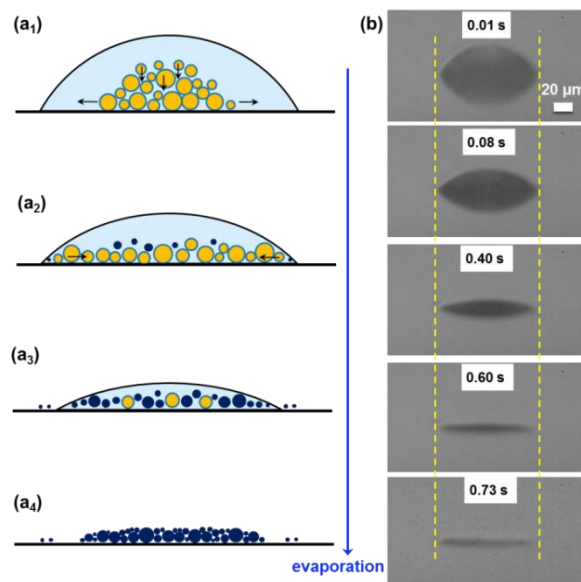 (a1)
(a2)
(a3)
(a4)
evaporation
(b)
0.01 s
20 µm
0.08 s
0.40 s
0.60 s
0.73 s